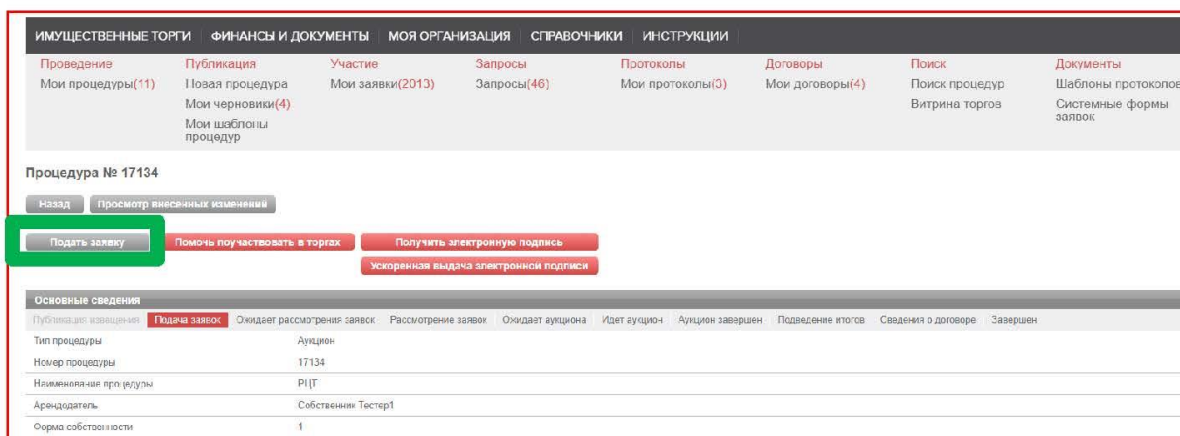 ИМУЩЕСТВЕННЫЕ ТОРГИ ФИНАНСЫ И ДОКУМЕНТЫ МОЯ ОРГАНИЗАЦИЯ СПРАВОЧНИКИ ИНСТРУКЦИИ
Проведение Публикация Участие Запросы Протоколы Договоры Поиск Документы
Мои процедуры(11) Новая процедура Мои заявки(2013) Запросы(46) Мои протоколы(3) Мои договоры(4) Поиск процедур Шаблоны протоколов
Мои черновики(4) Витрина торгов Системные формы
заявок
Мои шаблоны
процедур
Процедура № 17134
Назад Просмотр внесенных изменений
Подать заявку Помочь поучаствовать в торгах Получить электронную подпись
Ускоренная выдача электронной подписи
Основные сведения
Публикация извещения Подача заявок Ожидает рассмотрения заявок Рассмотрение заявок Ожидает аукциона Идет аукцион Аукцион завершен Подведение итогов Сведения о договоре Завершен
Тип процедуры Аукцион
Номер процедуры 17134
Наименование процедуры РЦТ
Арендодатель Собственник Тестер1
Форма собственности 1